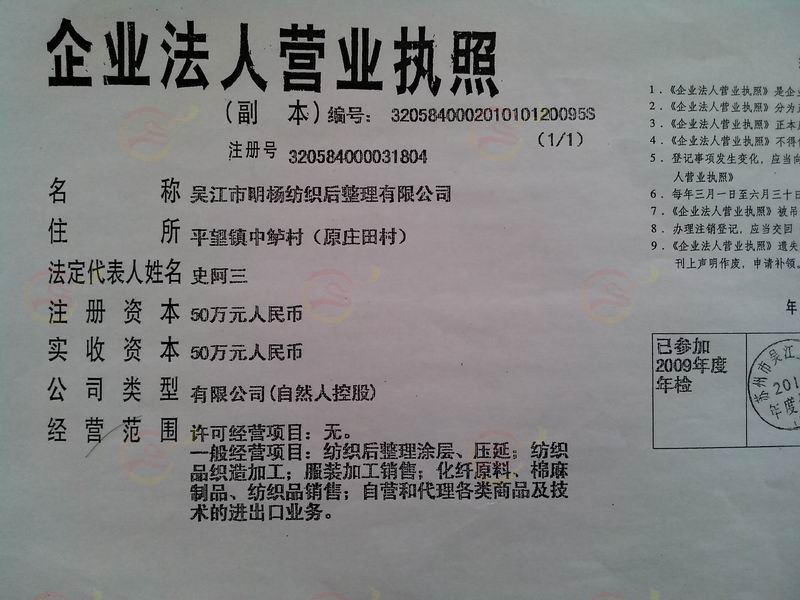 企业法人营业执照
(副 本) 编号: 320584000201010120095S
(1/1)
注册号 320584000031804
名 称 吴江市明杨纺织后整理有限公司
住 所 平望镇中鲈村（原庄田村）
法定代表人姓名 史阿三
注册资本 50万元人民币
实收资本 50万元人民币
公司类型 有限公司(自然人控股)
经营范围 许可经营项目：无。
一般经营项目：纺织后整理涂层、压延；纺织
品织造加工；服装加工销售；化纤原料、棉麻
制品、纺织品销售；自营和代理各类商品及技
术的进出口业务。
1．《企业法人营业执照》是企业
2．《企业法人营业执照》分为正
3．《企业法人营业执照》正本应
4．《企业法人营业执照》不得伪
5．登记事项发生变化，应当向
人营业执照》
6．每年三月一日至六月三十日
7．《企业法人营业执照》被吊
8．办理注销登记，应当交回
9．《企业法人营业执照》遗失
刊上声明作废，申请补领。
年
已参加
2009年度
年检
苏州市吴江
201
年度